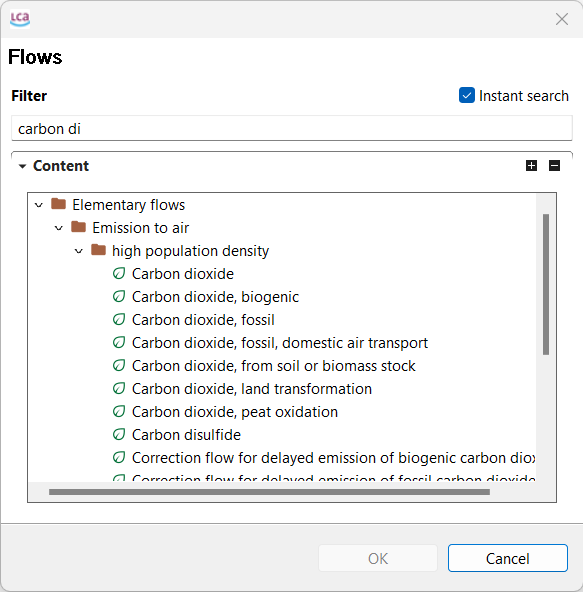 LCA
Flows
Filter
Instant search
carbon di
Content
Elementary flows
Emission to air
high population density
Carbon dioxide
Carbon dioxide, biogenic
Carbon dioxide, fossil
Carbon dioxide, fossil, domestic air transport
Carbon dioxide, from soil or biomass stock
Carbon dioxide, land transformation
Carbon dioxide, peat oxidation
Carbon disulfide
Correction flow for delayed emission of biogenic carbon diox
Correction flow for delayed emission of fossil carbon dioxide
OK
Cancel